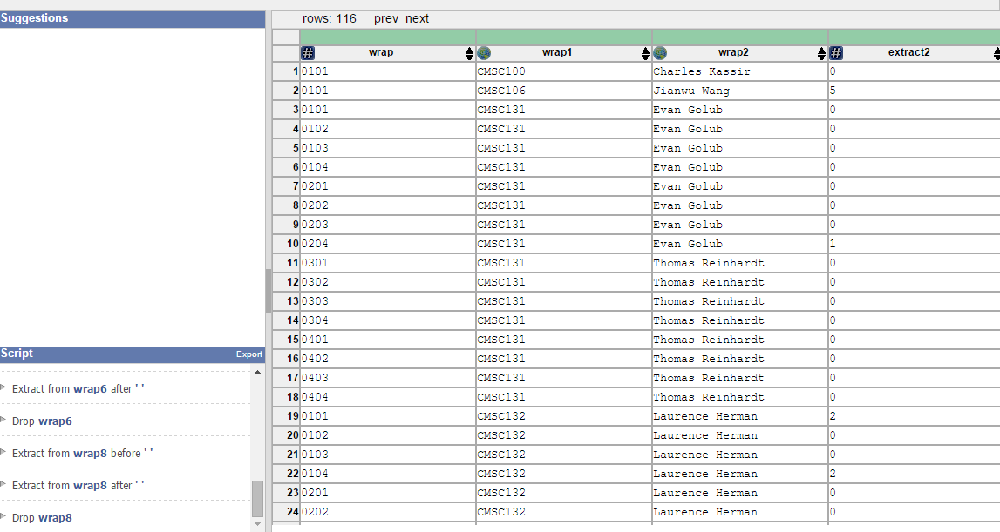 Suggestions
rows: 116 prev next
# wrap wrap1 wrap2 # extract2
1 0101 CMSC100 Charles Kassir 0
2 0101 CMSC106 Jianwu Wang 5
3 0101 CMSC131 Evan Golub 0
4 0102 CMSC131 Evan Golub 0
5 0103 CMSC131 Evan Golub 0
6 0104 CMSC131 Evan Golub 0
7 0201 CMSC131 Evan Golub 0
8 0202 CMSC131 Evan Golub 0
9 0203 CMSC131 Evan Golub 0
10 0204 CMSC131 Evan Golub 1
11 0301 CMSC131 Thomas Reinhardt 0
12 0302 CMSC131 Thomas Reinhardt 0
13 0303 CMSC131 Thomas Reinhardt 0
14 0304 CMSC131 Thomas Reinhardt 0
15 0401 CMSC131 Thomas Reinhardt 0
16 0402 CMSC131 Thomas Reinhardt 0
17 0403 CMSC131 Thomas Reinhardt 0
18 0404 CMSC131 Thomas Reinhardt 0
19 0101 CMSC132 Laurence Herman 2
20 0102 CMSC132 Laurence Herman 0
21 0103 CMSC132 Laurence Herman 0
22 0104 CMSC132 Laurence Herman 2
23 0201 CMSC132 Laurence Herman 0
24 0202 CMSC132 Laurence Herman 0
Script Export
Extract from wrap6 after ' '
Drop wrap6
Extract from wrap8 before ' '
Extract from wrap8 after ' '
Drop wrap8